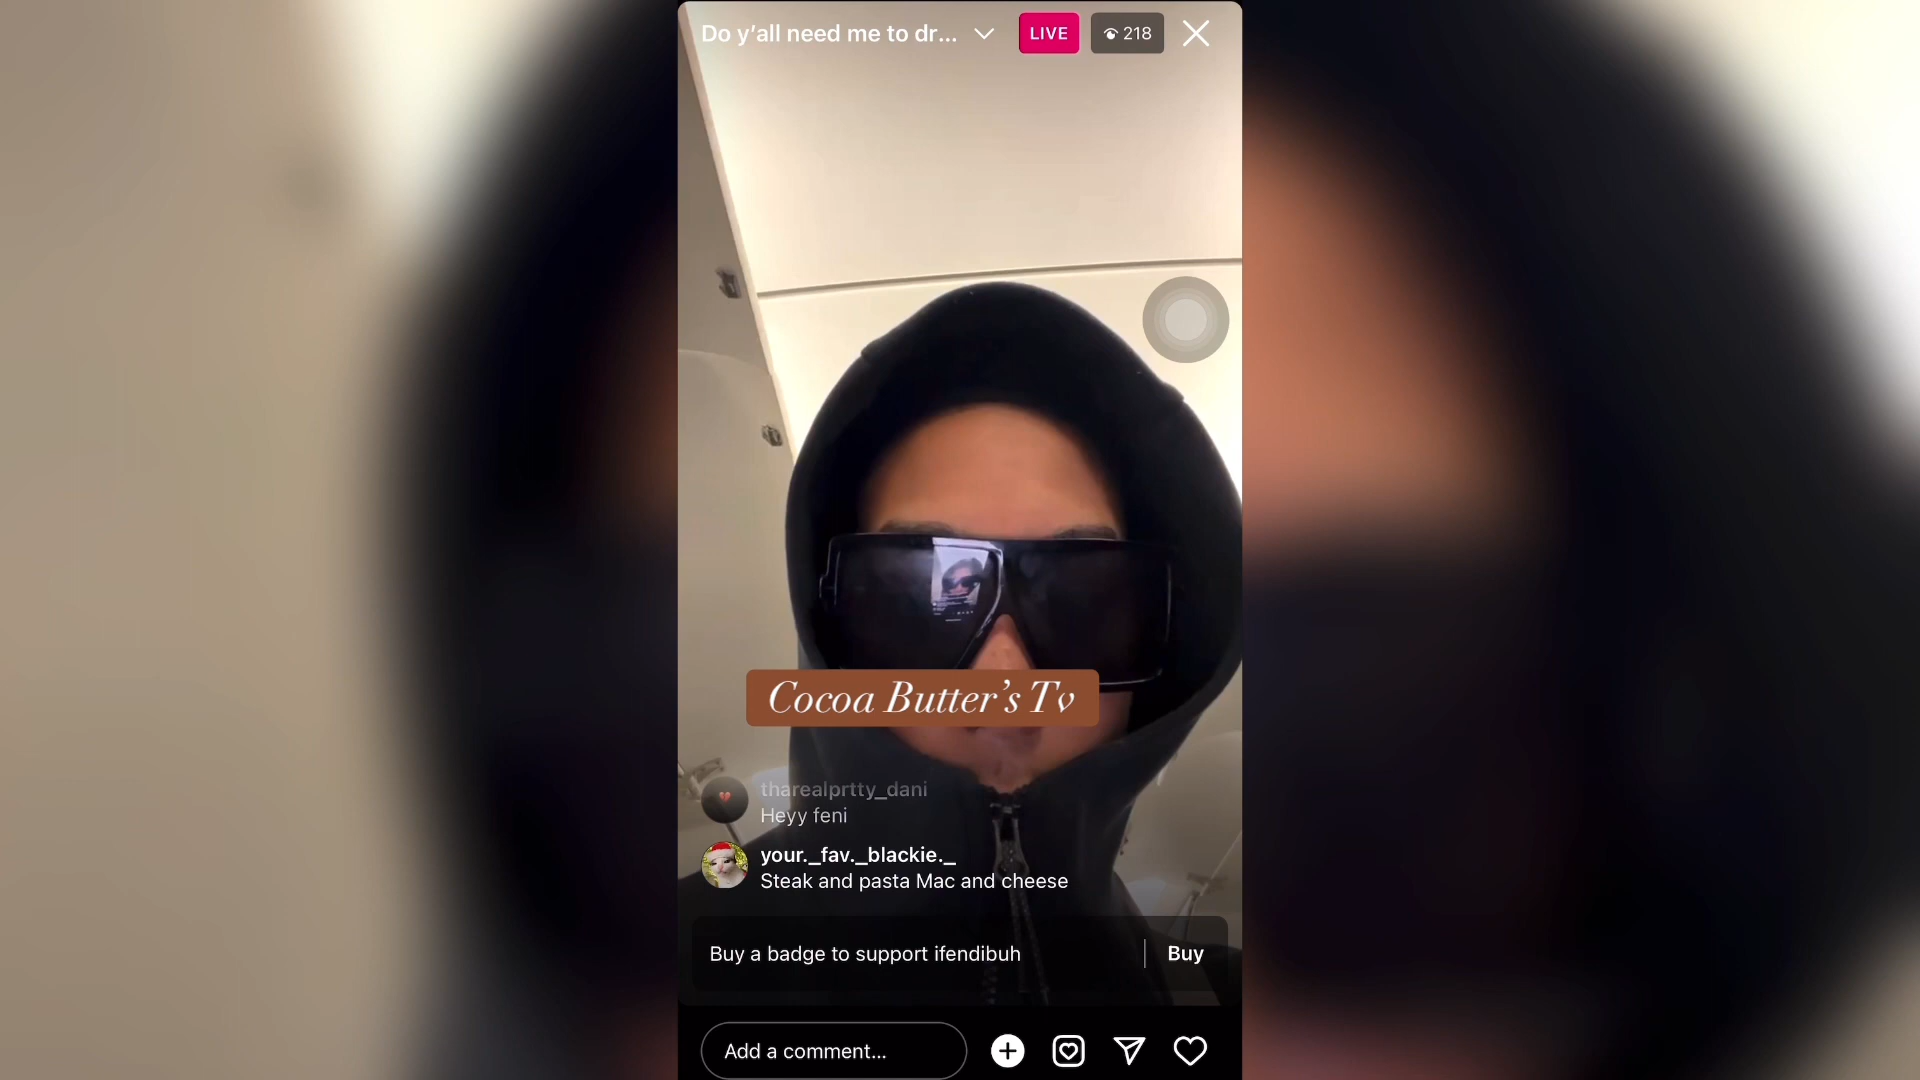 Do y’all need me to dr...
LIVE
218
Cocoa Butter’s Tv
tharealprtty_dani
Heyy feni
your._fav._blackie._
Steak and pasta Mac and cheese
Buy a badge to support ifendibuh
Buy
Add a comment...